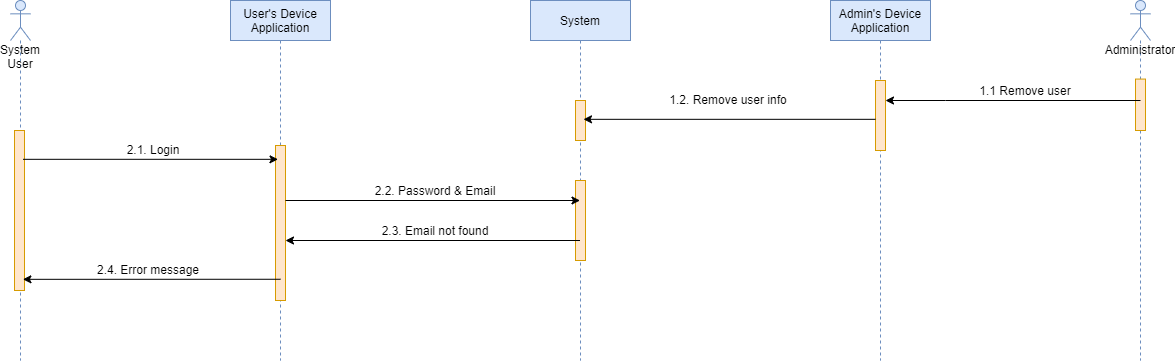 User's Device
Application
System
Admin's Device
Application
System
User
Administrator
1.1 Remove user
1.2. Remove user info
2.1. Login
2.2. Password & Email
2.3. Email not found
2.4. Error message